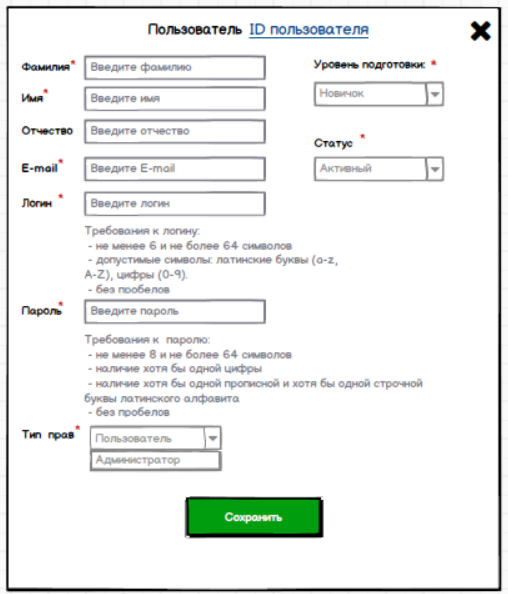 Пользователь ID пользователя
Фамилия* Введите фамилию
Уровень подготовки: *
Имя* Введите имя
Новичок
Отчество Введите отчество
Статус *
E-mail* Введите E-mail
Активный
Логин * Введите логин
Требования к логину:
- не менее 6 и не более 64 символов
- допустимые символы: латинские буквы (a-z,
A-Z), цифры (0-9).
- без пробелов
Пароль* Введите пароль
Требования к паролю:
- не менее 8 и не более 64 символов
- наличие хотя бы одной цифры
- наличие хотя бы одной прописной и хотя бы одной строчной
буквы латинского алфавита
- без пробелов
Тип прав* Пользователь
Администратор
Сохранить